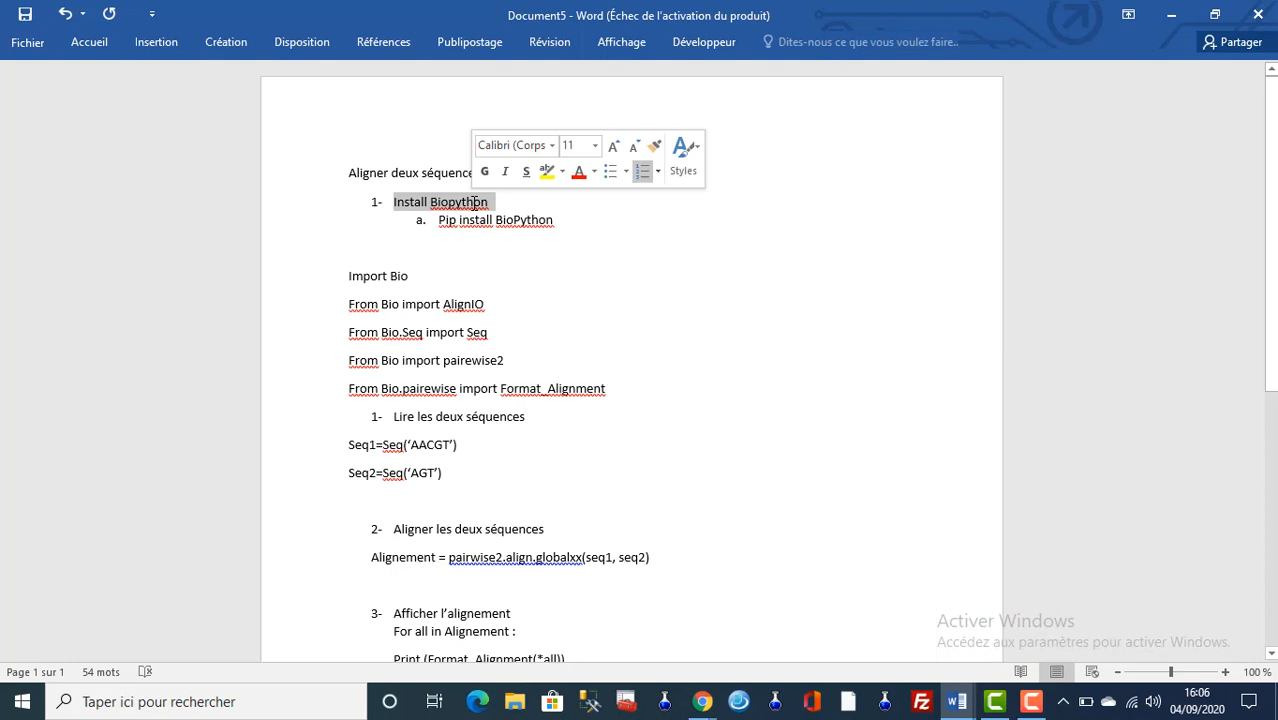 Document5 - Word (Échec de l'activation du produit)
Fichier Accueil Insertion Création Disposition Références Publipostage Révision Affichage Développeur Dites-nous ce que vous voulez faire.. Partager
Calibri (Corps 11
G I S ab A Styles
Aligner deux séquence
1- Install Biopython
a. Pip install BioPython
Import Bio
From Bio import AlignIO
From Bio.Seq import Seq
From Bio import pairewise2
From Bio.pairewise import Format_Alignment
1- Lire les deux séquences
Seq1=Seq(‘AACGT’)
Seq2=Seq(‘AGT’)
2- Aligner les deux séquences
Alignement = pairwise2.align.globalxx(seq1, seq2)
3- Afficher l’alignement
For all in Alignement :
Print (Format_Alignment(*all))
Activer Windows
Accédez aux paramètres pour activer Windows.
Page 1 sur 1 54 mots 100 %
Taper ici pour rechercher
16:06
04/09/2020